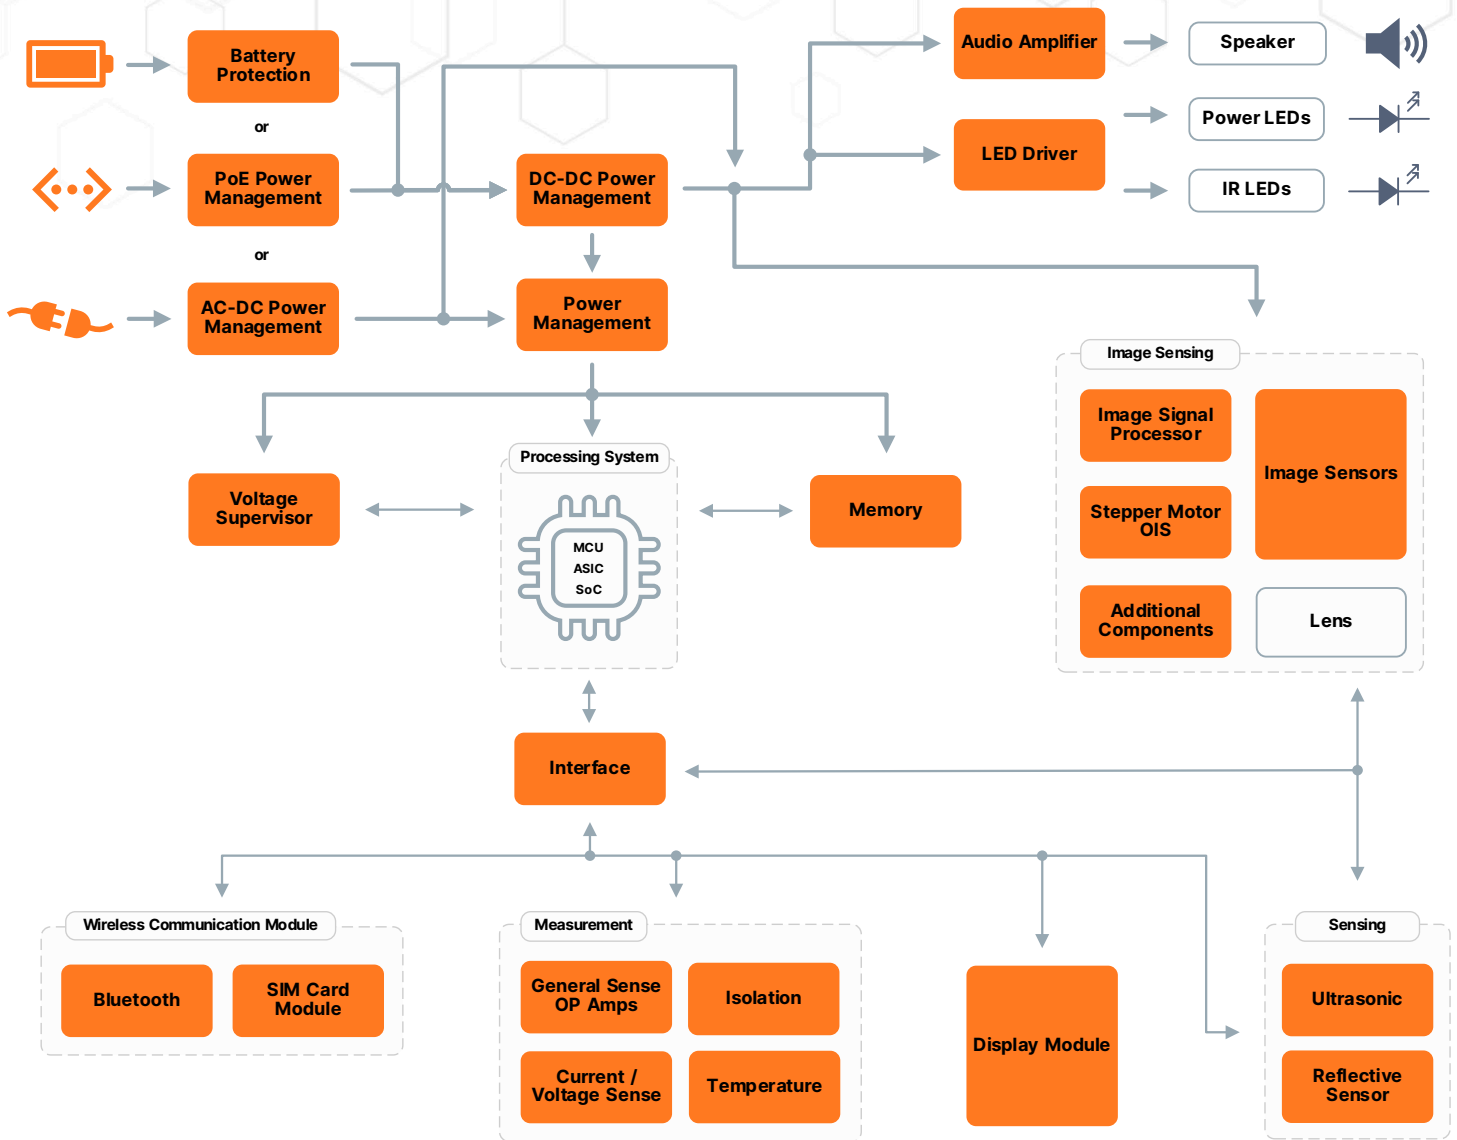 Battery
Protection
or
PoE Power
Management
or
AC-DC Power
Management
DC-DC Power
Management
Power
Management
Audio Amplifier
Speaker
LED Driver
Power LEDs
IR LEDs
Image Sensing
Image Signal
Processor
Image Sensors
Stepper Motor
OIS
Additional
Components
Lens
Voltage
Supervisor
Processing System
MCU
ASIC
SoC
Memory
Interface
Wireless Communication Module
Bluetooth
SIM Card
Module
Measurement
General Sense
OP Amps
Isolation
Current /
Voltage Sense
Temperature
Display Module
Sensing
Ultrasonic
Reflective
Sensor